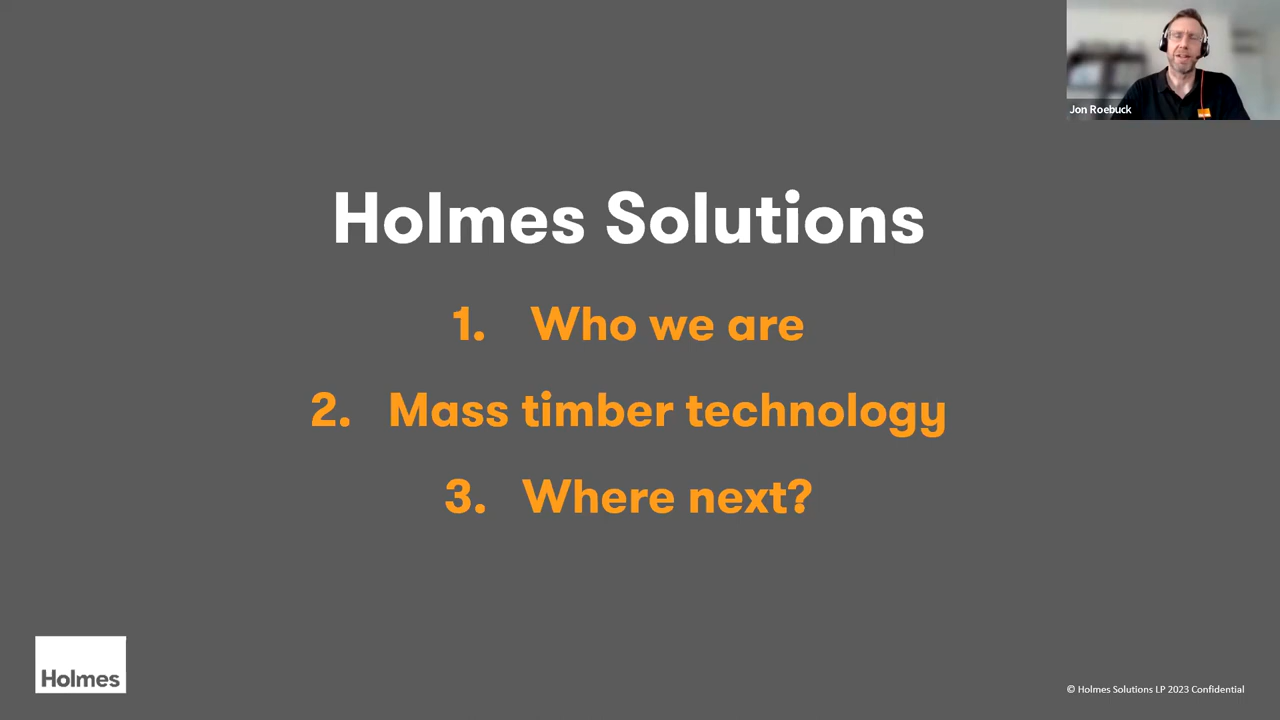 Jon Roebuck
Holmes Solutions
1. Who we are
2. Mass timber technology
3. Where next?
Holmes
© Holmes Solutions LP 2023 Confidential